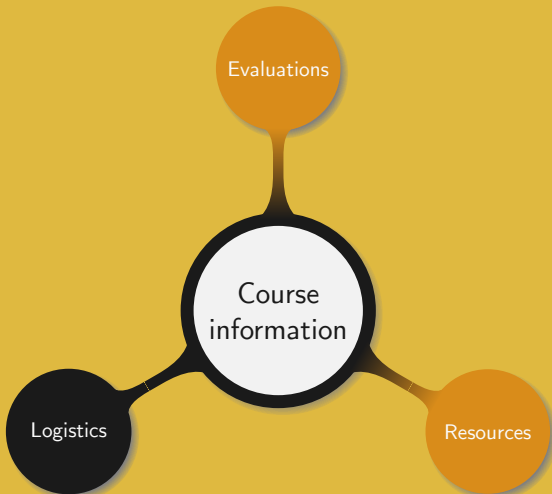 Evaluations
Course
information
Logistics
Resources